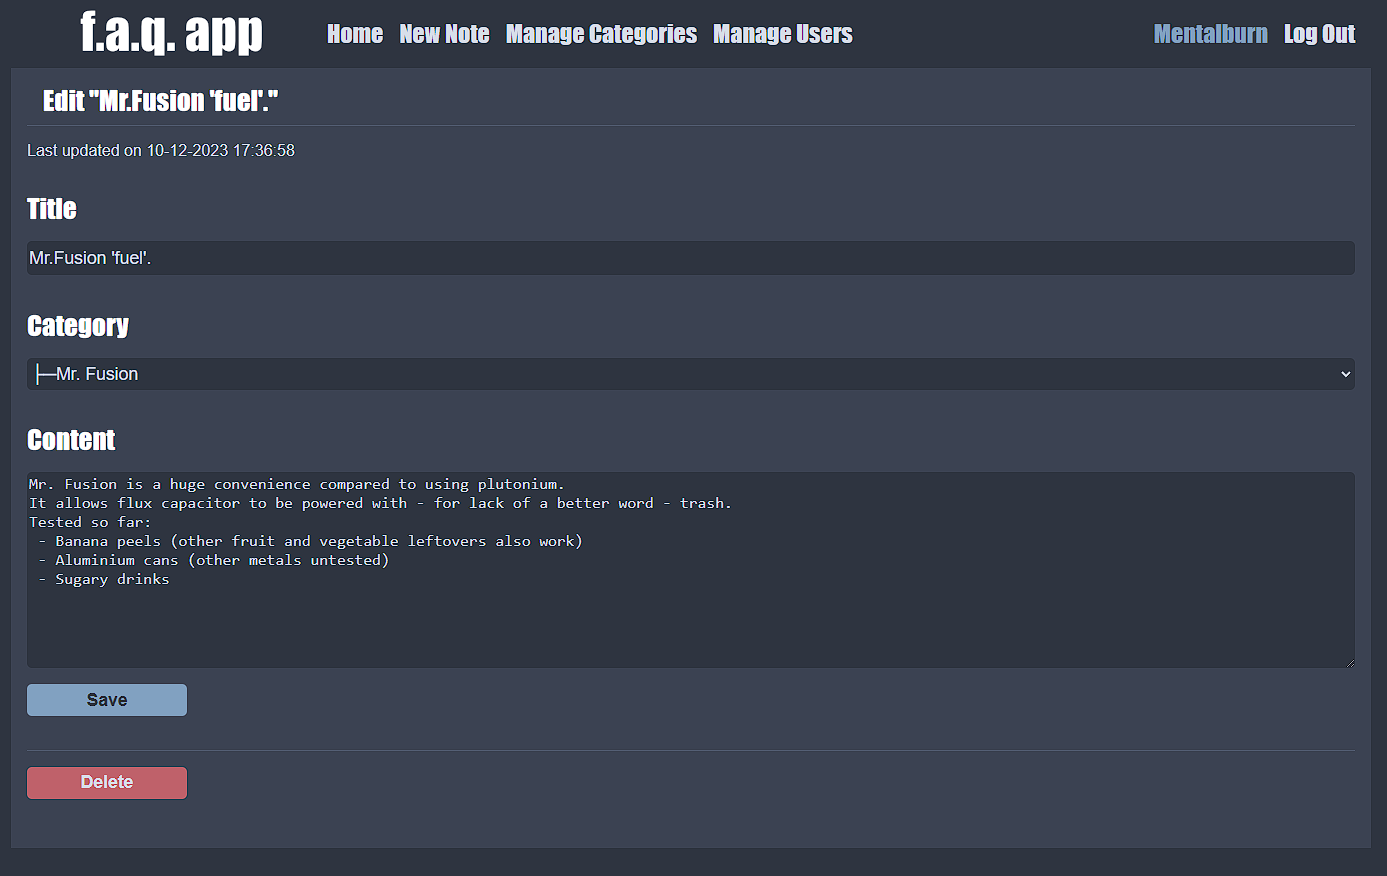 f.a.q. app
Home New Note Manage Categories Manage Users Mentalburn Log Out
Edit "Mr.Fusion 'fuel'."
Last updated on 10-12-2023 17:36:58
Title
Mr.Fusion 'fuel'.
Category
├─Mr. Fusion
Content
Mr. Fusion is a huge convenience compared to using plutonium.
It allows flux capacitor to be powered with - for lack of a better word - trash.
Tested so far:
 - Banana peels (other fruit and vegetable leftovers also work)
 - Aluminium cans (other metals untested)
 - Sugary drinks
Save
Delete